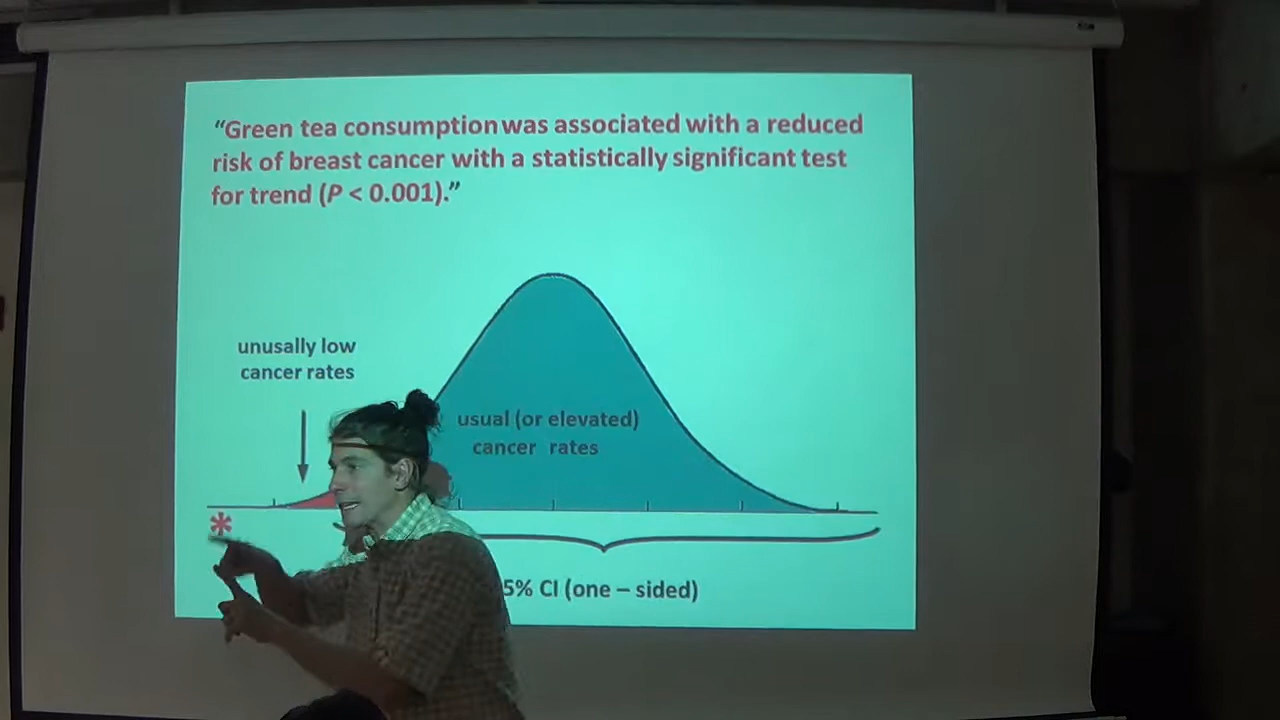 “Green tea consumption was associated with a reduced
risk of breast cancer with a statistically significant test
for trend (P < 0.001).”
unusally low
cancer rates
usual (or elevated)
cancer rates
*
5% CI (one – sided)